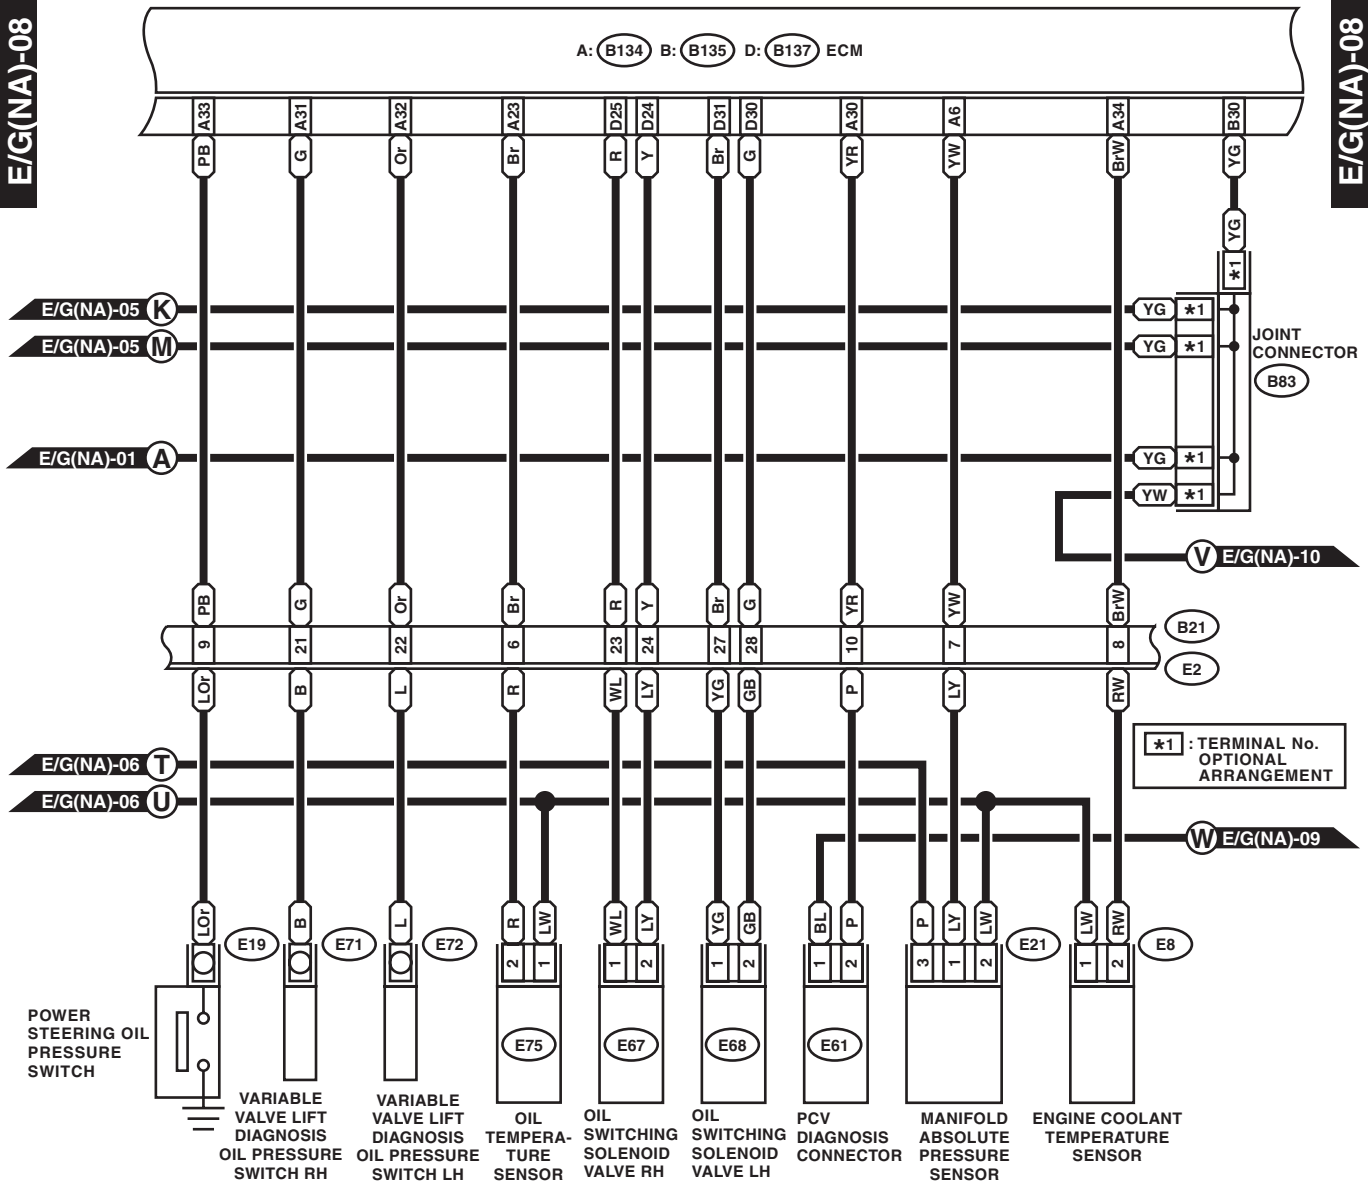 E/G(NA)-08
E/G(NA)-08
A: B134 B: B135 D: B137 ECM
A33 A31 A32 A23 D25 D24 D31 D30 A30 A6 A34 B30
PB G Or Br R Y Br G YR YW BrW YG
YG
*1
E/G(NA)-05 K YG *1
E/G(NA)-05 M YG *1
JOINT
CONNECTOR
B83
E/G(NA)-01 A YG *1
YW *1
V E/G(NA)-10
PB G Or Br R Y Br G YR YW BrW
B21
9 21 22 6 23 24 27 28 10 7 8
E2
LOr B L R WL LY YG GB P LY RW
*1 : TERMINAL No.
OPTIONAL
ARRANGEMENT
E/G(NA)-06 T
E/G(NA)-06 U
W E/G(NA)-09
LOr B L R LW WL LY YG GB BL P P LY LW LW RW
E19 E71 E72 E21 E8
2 1 1 2 1 2 1 2 3 1 2 1 2
POWER
STEERING OIL
PRESSURE
SWITCH
E75 E67 E68 E61
VARIABLE
VALVE LIFT
DIAGNOSIS
OIL PRESSURE
SWITCH RH
VARIABLE
VALVE LIFT
DIAGNOSIS
OIL PRESSURE
SWITCH LH
OIL
TEMPERA-
TURE
SENSOR
OIL
SWITCHING
SOLENOID
VALVE RH
OIL
SWITCHING
SOLENOID
VALVE LH
PCV
DIAGNOSIS
CONNECTOR
MANIFOLD
ABSOLUTE
PRESSURE
SENSOR
ENGINE COOLANT
TEMPERATURE
SENSOR